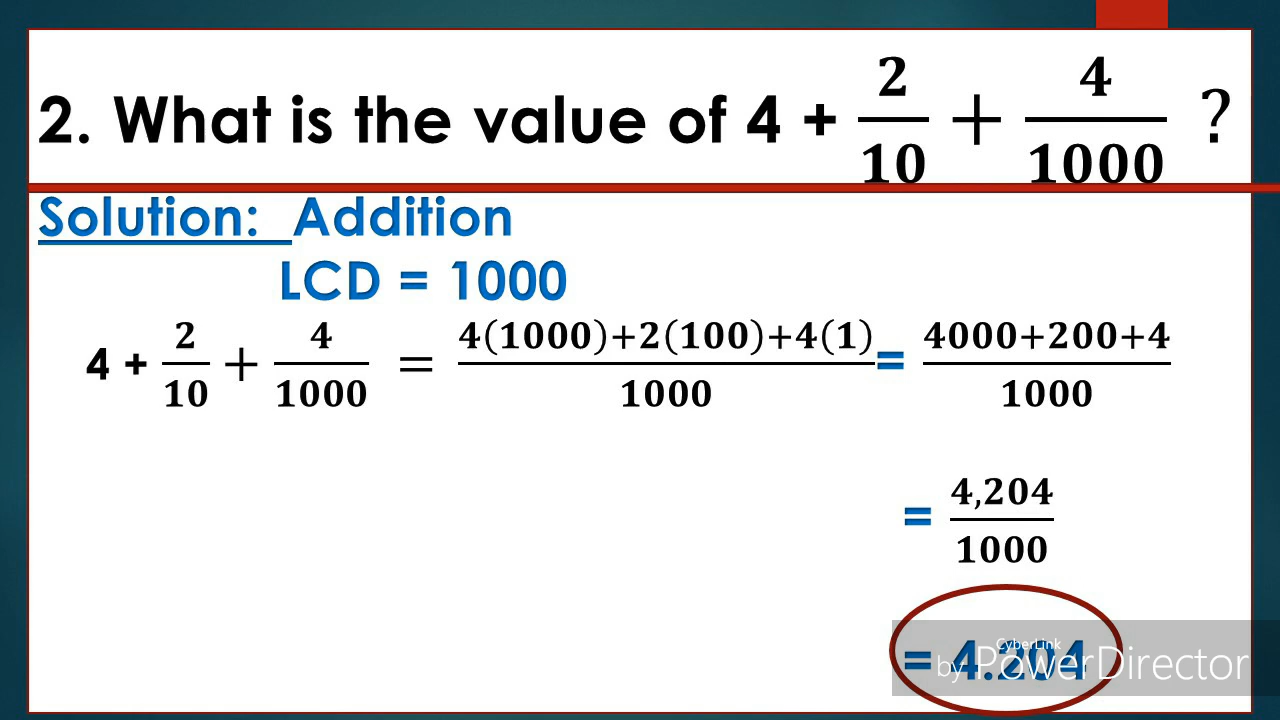 2. What is the value of 4 + 2/10 + 4/1000 ?
Solution: Addition
LCD = 1000
4 + 2/10 + 4/1000 = 4(1000)+2(100)+4(1)/1000 = 4000+200+4/1000
= 4,204/1000
= 4.204
CyberLink
by PowerDirector